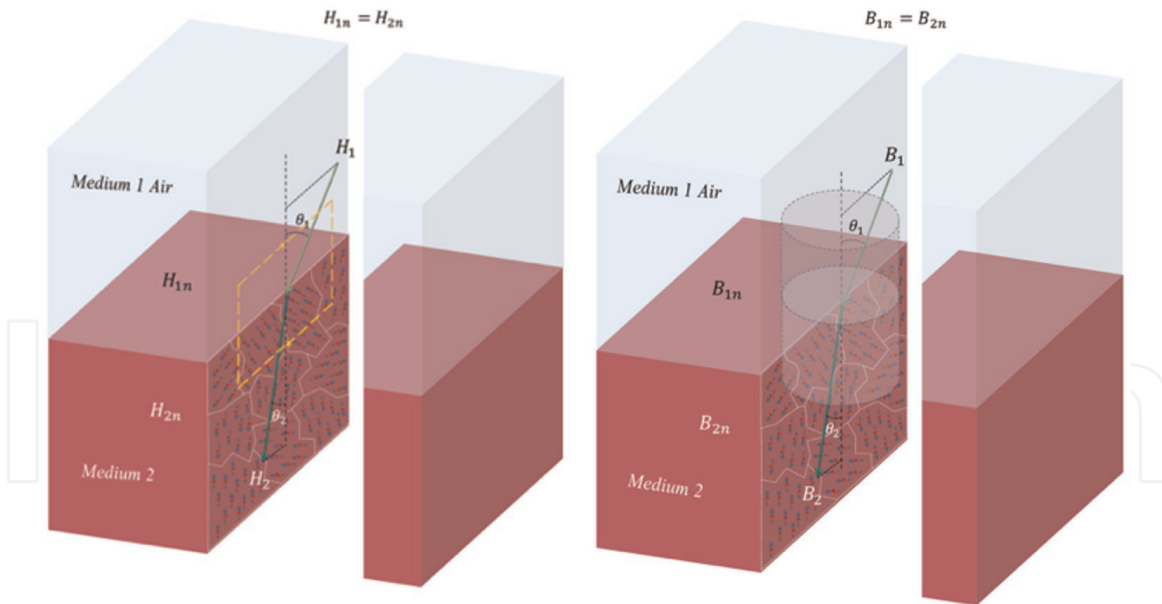 H₁ₙ = H₂ₙ
H₁
Medium 1 Air
θ₁
H₁ₙ
H₂ₙ
θ₂
Medium 2
H₂
B₁ₙ = B₂ₙ
B₁
Medium 1 Air
θ₁
B₁ₙ
B₂ₙ
θ₂
Medium 2
B₂